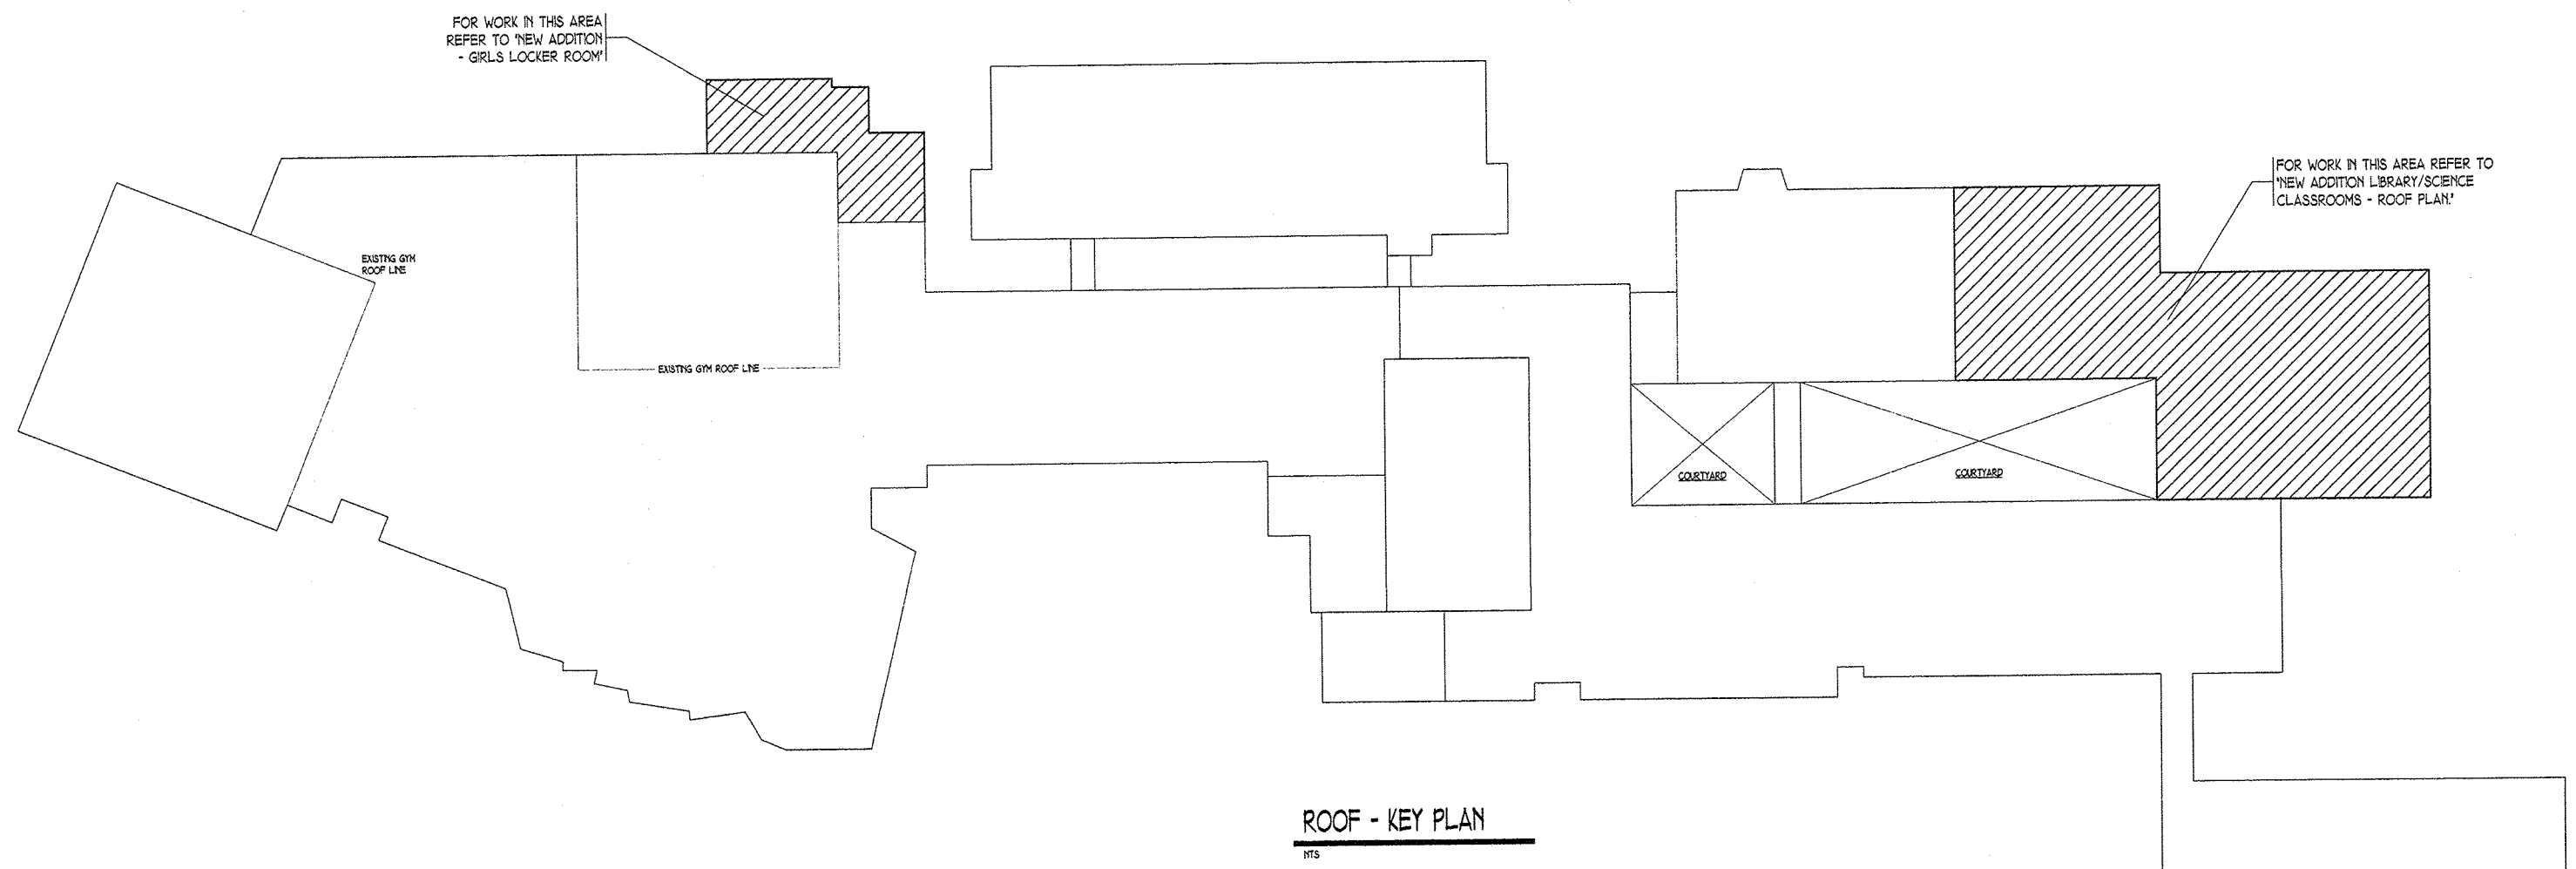 FOR WORK IN THIS AREA
REFER TO "NEW ADDITION
- GIRLS LOCKER ROOM"
FOR WORK IN THIS AREA REFER TO
"NEW ADDITION LIBRARY/SCIENCE
CLASSROOMS - ROOF PLAN."
EXISTING GYM
ROOF LINE
EXISTING GYM ROOF LINE
COURTYARD
COURTYARD
ROOF - KEY PLAN
NTS